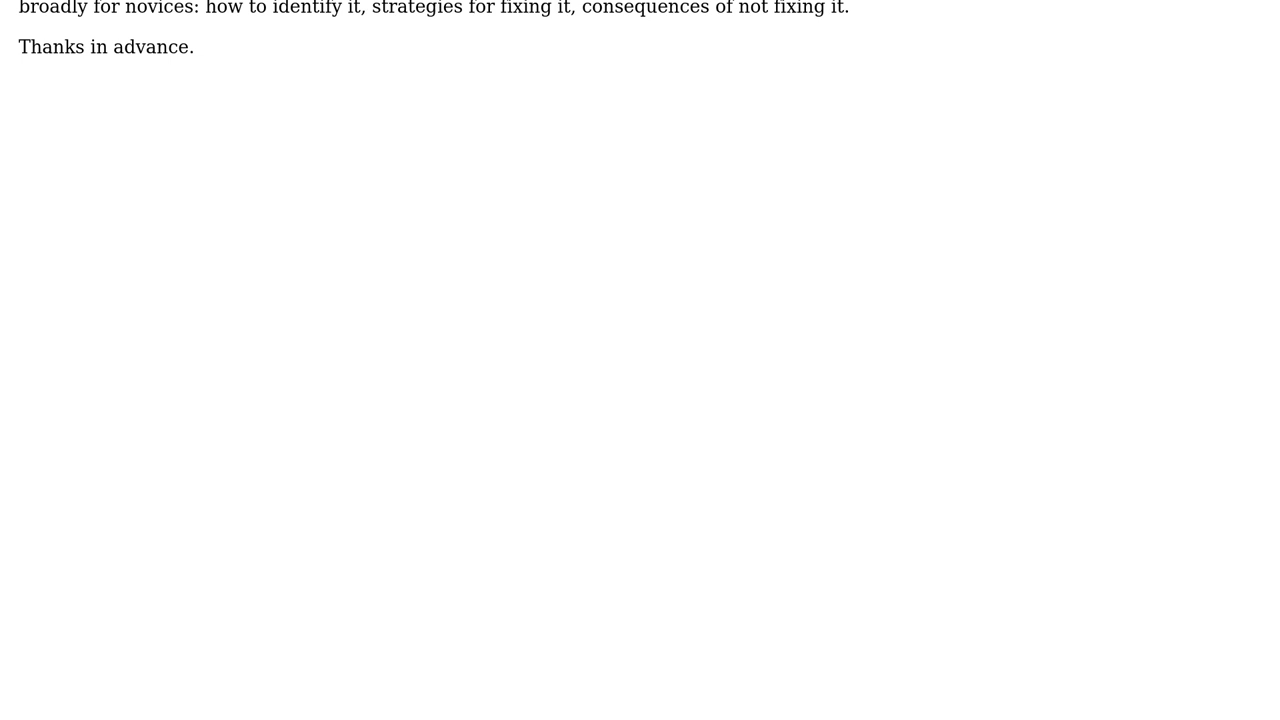 broadly for novices: how to identify it, strategies for fixing it, consequences of not fixing it.
Thanks in advance.